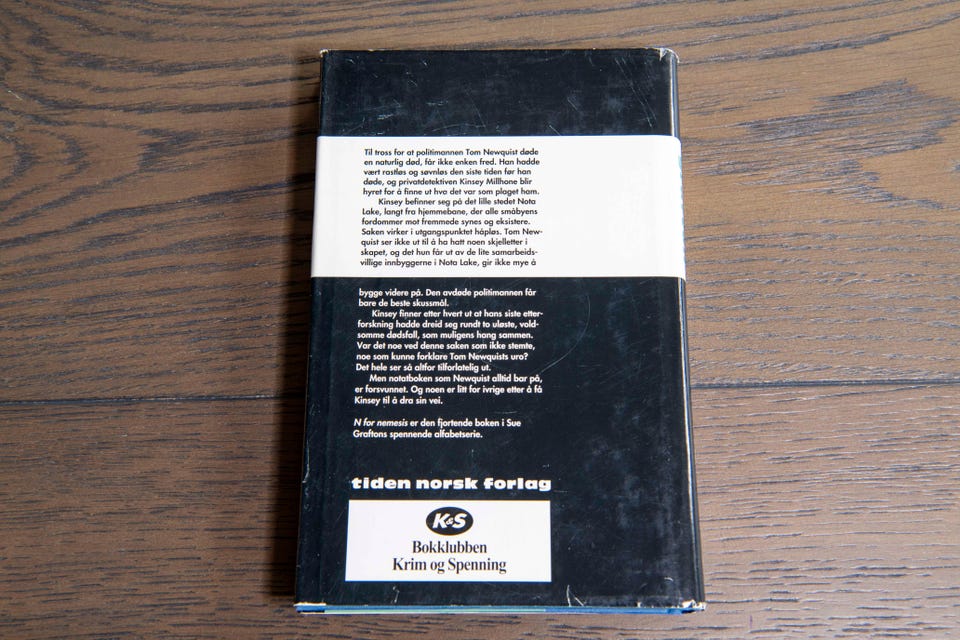 Til tross for at politimannen Tom Newquist døde
en naturlig død, får ikke enken fred. Han hadde
vært rastløs og søvnløs den siste tiden før han
døde, og privatdetektiven Kinsey Millhone blir
hyret for å finne ut hva det var som plaget ham.
Kinsey befinner seg på det lille stedet Nota
Lake, langt fra hjemmebane, der alle småbyens
fordommer mot fremmede synes og eksistere.
Saken virker i utgangspunktet håpløs. Tom New-
quist ser ikke ut til å ha hatt noen skjelletter i
skapet, og det hun får ut av de lite samarbeids-
villige innbyggerne i Nota Lake, gir ikke mye å
bygge videre på. Den avdøde politimannen får
bare de beste skussmål.
Kinsey finner etter hvert ut at hans siste etter-
forskning hadde dreid seg rundt to uløste, vold-
somme dødsfall, som muligens hang sammen.
Var det noe ved denne saken som ikke stemte,
noe som kunne forklare Tom Newquists uro?
Det hele ser så altfor tilforlatelig ut.
Men notatboken som Newquist alltid bar på,
er forsvunnet. Og noen er litt for ivrige etter å få
Kinsey til å dra sin vei.
N for nemesis er den fjortende boken i Sue
Graftons spennende alfabetserie.
tiden norsk forlag
K&S
Bokklubben
Krim og Spenning